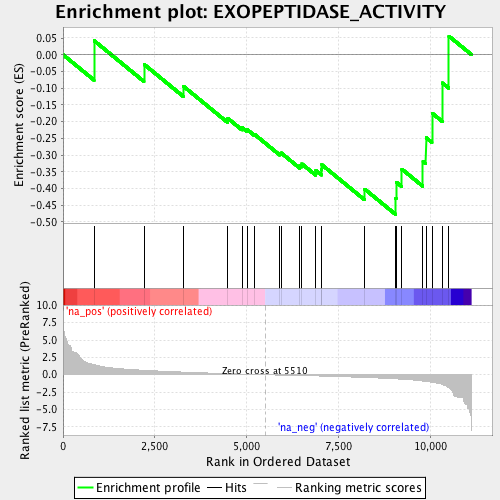 Enrichment plot: EXOPEPTIDASE_ACTIVITY
Enrichment score (ES)
0.05
0.00
-0.05
-0.10
-0.15
-0.20
-0.25
-0.30
-0.35
-0.40
-0.45
-0.50
Ranked list metric (PreRanked)
10.0
7.5
5.0
2.5
0.0
-2.5
-5.0
-7.5
'na_pos' (positively correlated)
Zero cross at 5510
'na_neg' (negatively correlated)
0
2,500
5,000
7,500
10,000
Rank in Ordered Dataset
Enrichment profile
Hits
Ranking metric scores